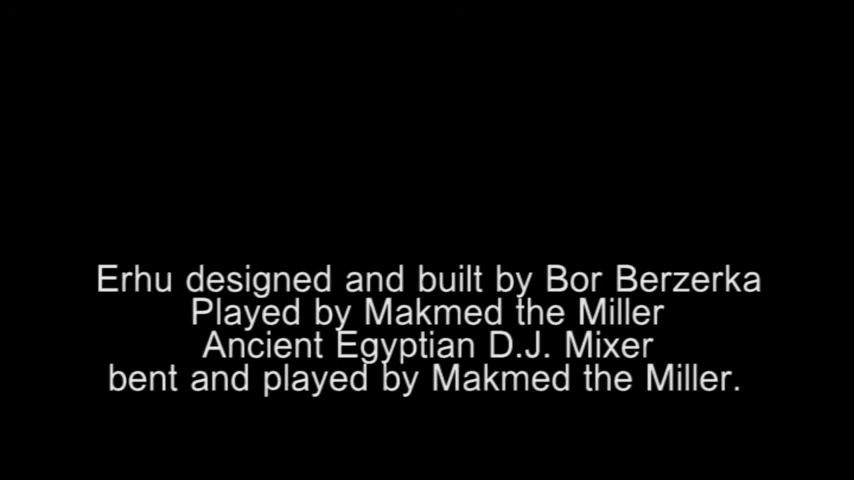 Erhu designed and built by Bor Berzerka
Played by Makmed the Miller
Ancient Egyptian D.J. Mixer
bent and played by Makmed the Miller.